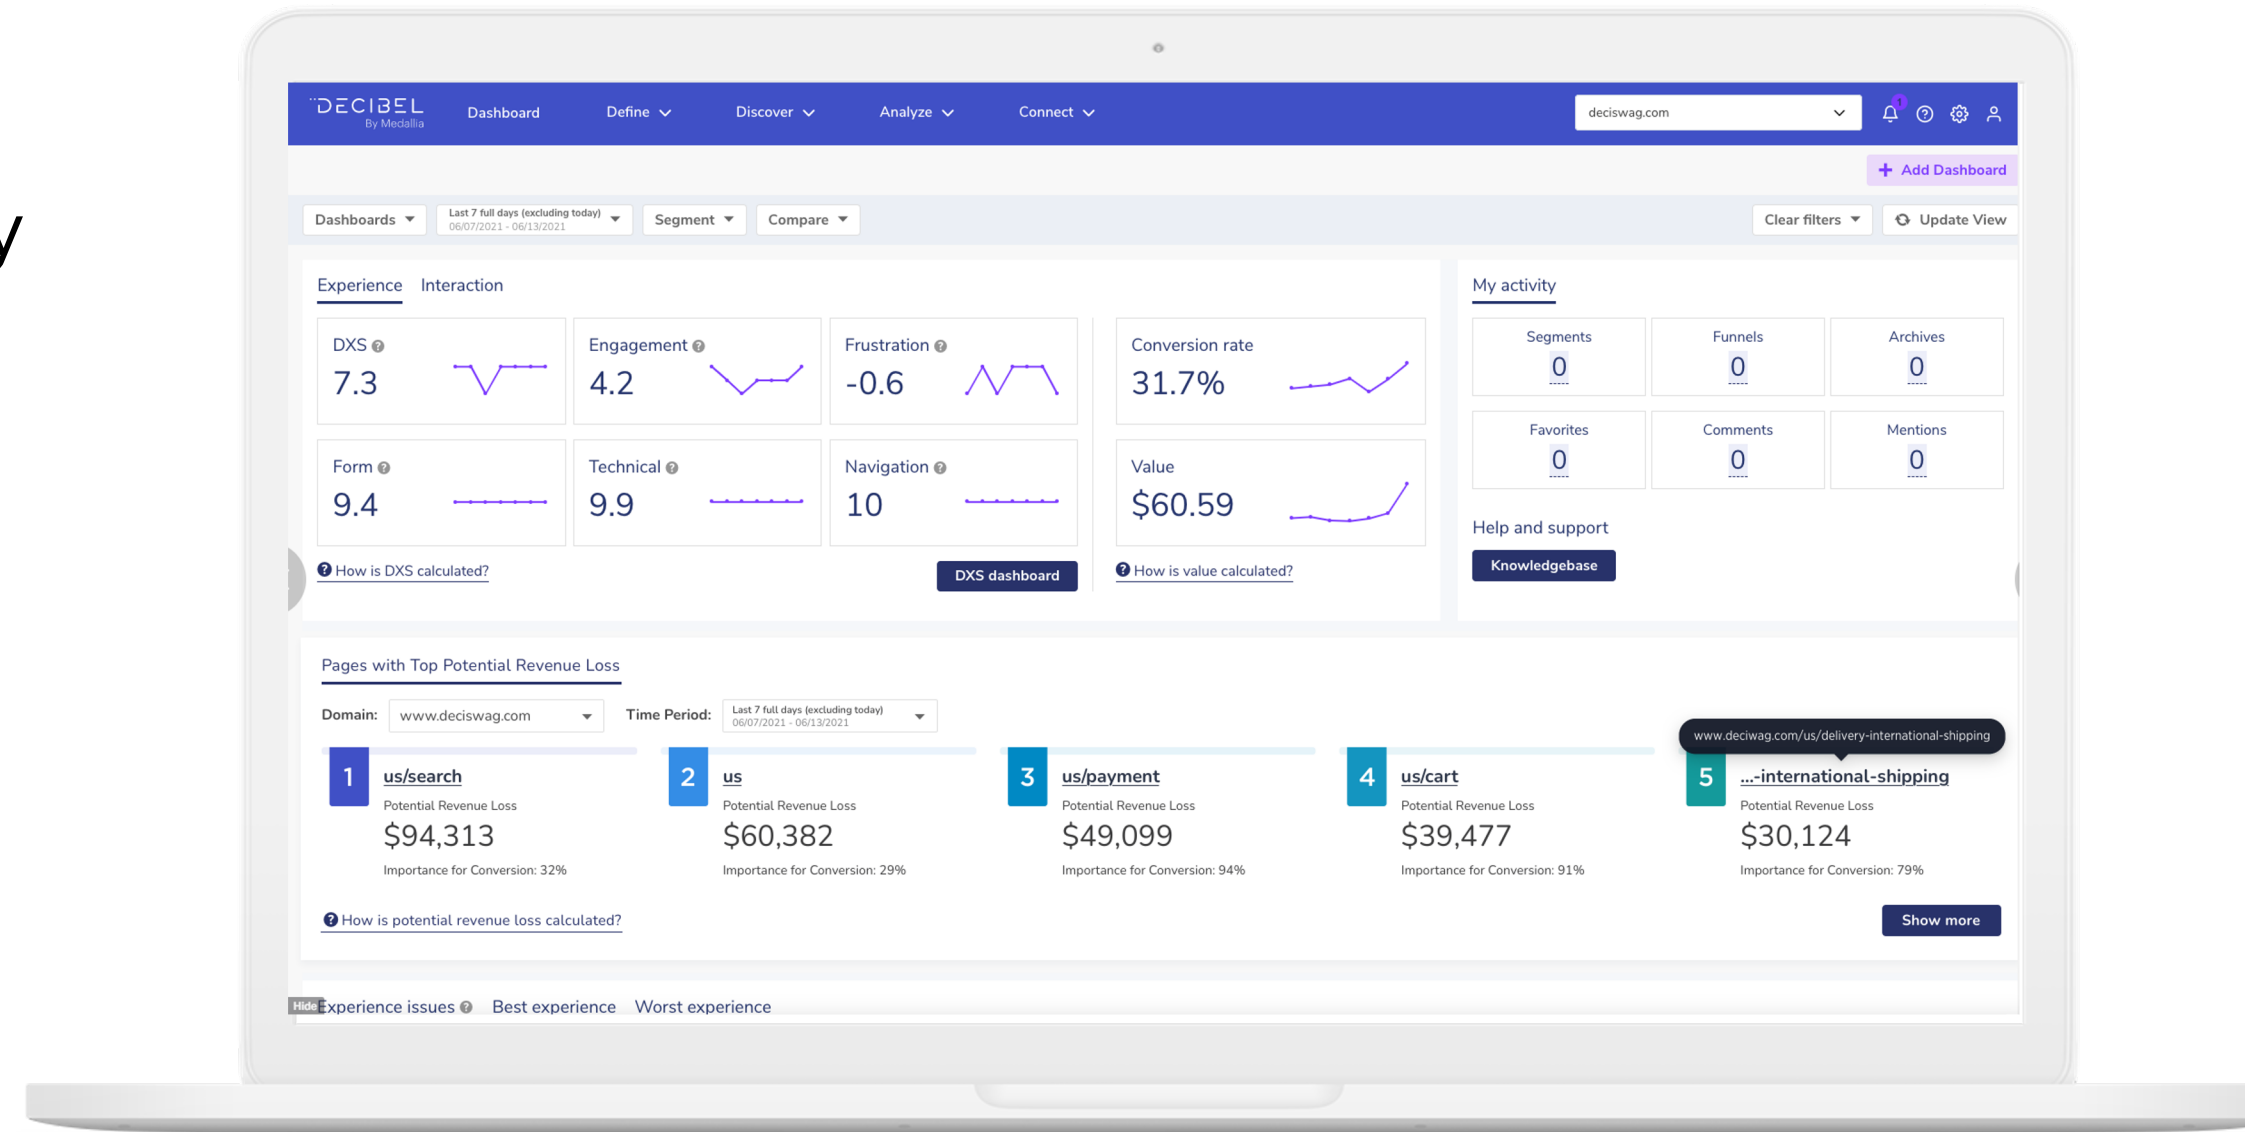 y
DECIBEL
By Medallia
Dashboard
Define
Discover
Analyze
Connect
deciswag.com
1
+ Add Dashboard
Dashboards
Last 7 full days (excluding today)
06/07/2021 - 06/13/2021
Segment
Compare
Clear filters
Update View
Experience Interaction
DXS ?
7.3
Engagement ?
4.2
Frustration ?
-0.6
Conversion rate
31.7%
Form ?
9.4
Technical ?
9.9
Navigation ?
10
Value
$60.59
? How is DXS calculated?
DXS dashboard
? How is value calculated?
My activity
Segments
0
Funnels
0
Archives
0
Favorites
0
Comments
0
Mentions
0
Help and support
Knowledgebase
Pages with Top Potential Revenue Loss
Domain: www.deciswag.com
Time Period:
Last 7 full days (excluding today)
06/07/2021 - 06/13/2021
www.deciwag.com/us/delivery-international-shipping
1 us/search
Potential Revenue Loss
$94,313
Importance for Conversion: 32%
2 us
Potential Revenue Loss
$60,382
Importance for Conversion: 29%
3 us/payment
Potential Revenue Loss
$49,099
Importance for Conversion: 94%
4 us/cart
Potential Revenue Loss
$39,477
Importance for Conversion: 91%
5 ...-international-shipping
Potential Revenue Loss
$30,124
Importance for Conversion: 79%
? How is potential revenue loss calculated?
Show more
Hide
Experience issues ? Best experience Worst experience